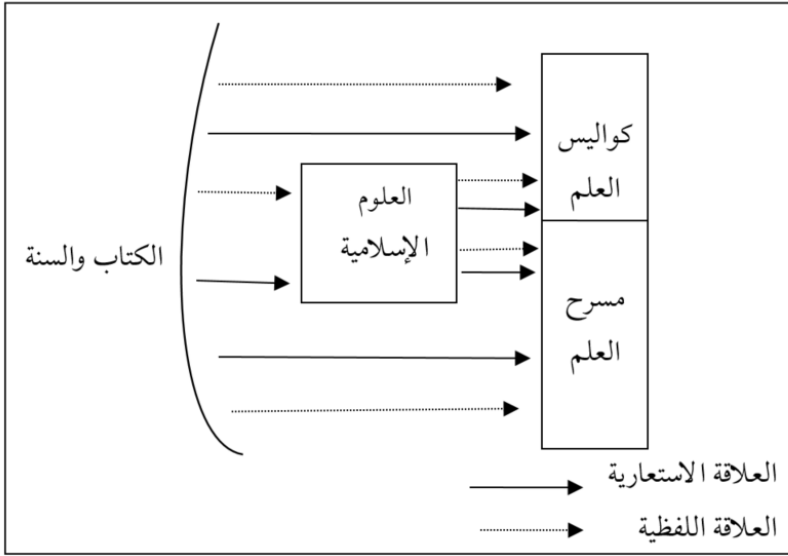 كواليس
العلم
العلوم
الإسلامية
الكتاب والسنة
مسرح
العلم
العلاقة الاستعارية
العلاقة اللفظية